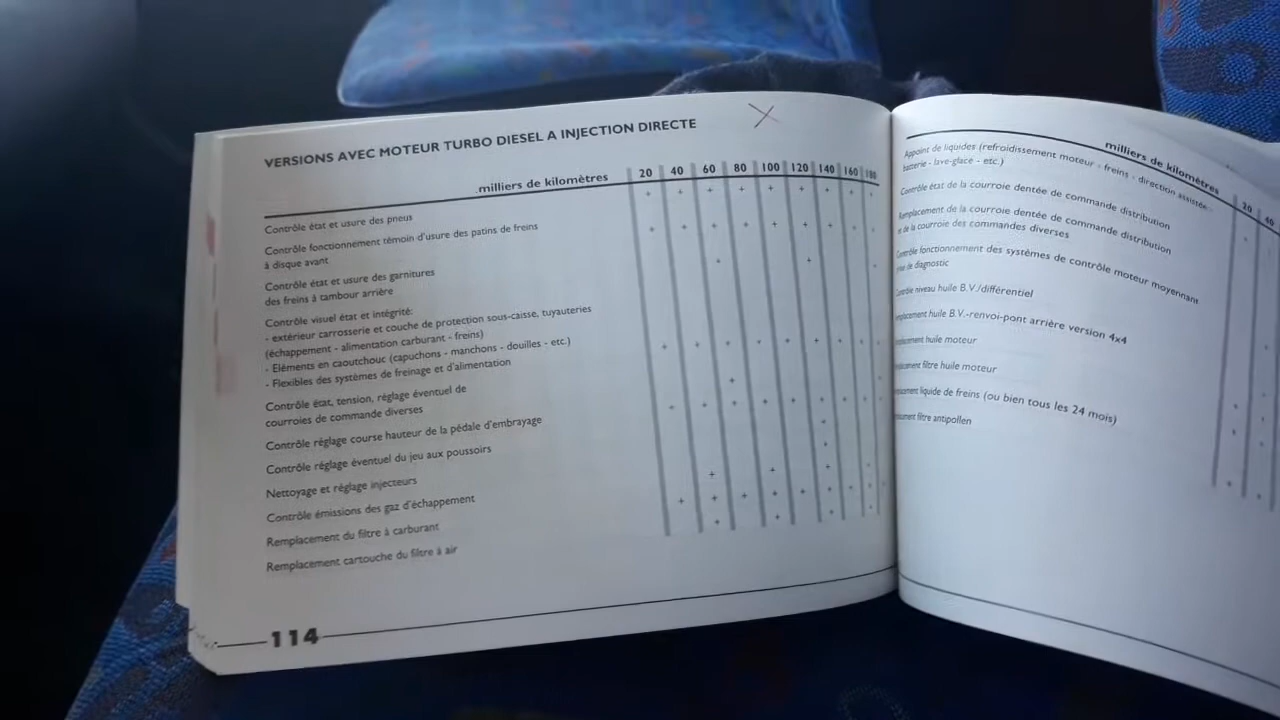 VERSIONS AVEC MOTEUR TURBO DIESEL A INJECTION DIRECTE
.milliers de kilomètres 20 40 60 80 100 120 140 160 180
Contrôle état et usure des pneus + + + + + + + + +
Contrôle fonctionnement témoin d'usure des patins de freins
à disque avant + + + + + + + + +
Contrôle état et usure des garnitures
des freins à tambour arrière + + +
Contrôle visuel état et intégrité:
- extérieur carrosserie et couche de protection sous-caisse, tuyauteries
(échappement - alimentation carburant - freins)
- Eléments en caoutchouc (capuchons - manchons - douilles - etc.)
- Flexibles des systèmes de freinage et d'alimentation + + + + + + + +
Contrôle état, tension, réglage éventuel de
courroies de commande diverses + +
Contrôle réglage course hauteur de la pédale d'embrayage + + + + + + + +
Contrôle réglage éventuel du jeu aux poussoirs +
Nettoyage et réglage injecteurs +
Contrôle émissions des gaz d'échappement + + + +
Remplacement du filtre à carburant + + + + + + + +
Remplacement cartouche du filtre à air + + + +
114
milliers de kilomètres
20 40
Appoint de liquides (refroidissement moteur - freins - direction assistée
batterie - lave-glace - etc.)
Contrôle état de la courroie dentée de commande distribution
Remplacement de la courroie dentée de commande distribution
et de la courroie des commandes diverses
Contrôle fonctionnement des systèmes de contrôle moteur moyennant
de diagnostic
niveau huile B.V./différentiel
huile B.V.-renvoi-pont arrière version 4x4
huile moteur
filtre huile moteur
liquide de freins (ou bien tous les 24 mois)
filtre antipollen